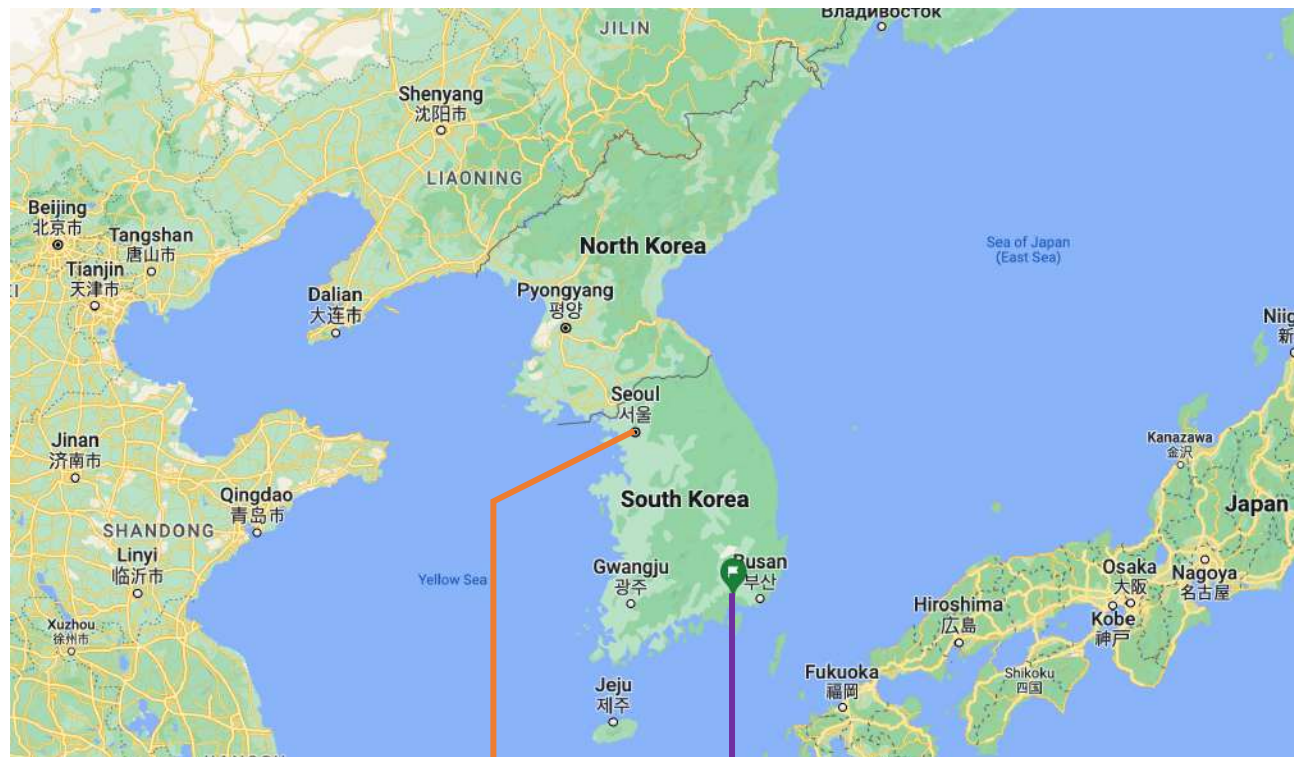 JILIN
Владивосток
Shenyang
沈阳市
LIAONING
Beijing
北京市
Tangshan
唐山市
Tianjin
天津市
North Korea
Sea of Japan
(East Sea)
Dalian
大连市
Pyongyang
평양
Seoul
서울
Jinan
济南市
Kanazawa
金沢
Qingdao
青岛市
South Korea
Japan
SHANDONG
Linyi
临沂市
Yellow Sea
Gwangju
광주
Busan
부산
Osaka
大阪
Nagoya
名古屋
Hiroshima
広島
Kobe
神戸
Xuzhou
徐州市
Fukuoka
福岡
Shikoku
四国
Jeju
제주